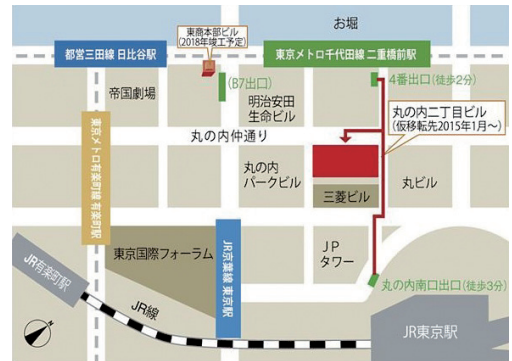 お堀
東商本部ビル
(2018年竣工予定)
都営三田線 日比谷駅
東京メトロ千代田線 二重橋前駅
(B7出口)
4番出口(徒歩2分)
帝国劇場
明治安田
生命ビル
丸の内二丁目ビル
(仮移転先2015年1月～)
丸の内仲通り
東京メトロ有楽町線 有楽町駅
丸の内
パークビル
三菱ビル
丸ビル
東京国際フォーラム
JR京葉線 東京駅
JP
タワー
JR有楽町駅
丸の内南口出口(徒歩3分)
JR線
JR東京駅